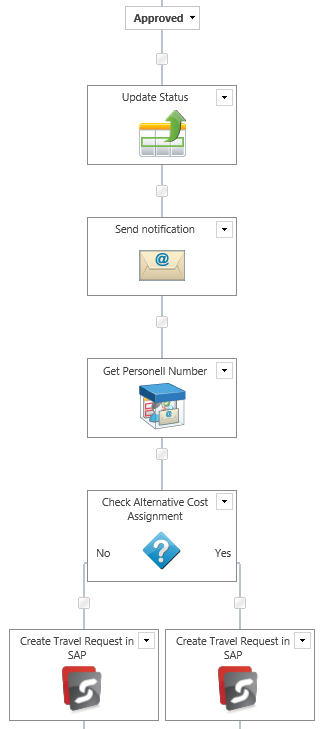 Approved
Update Status
@
Send notification
@
Get Personell Number
@
Check Alternative Cost
Assignment
?
No
Yes
Create Travel Request in
SAP
S
Create Travel Request in
SAP
S